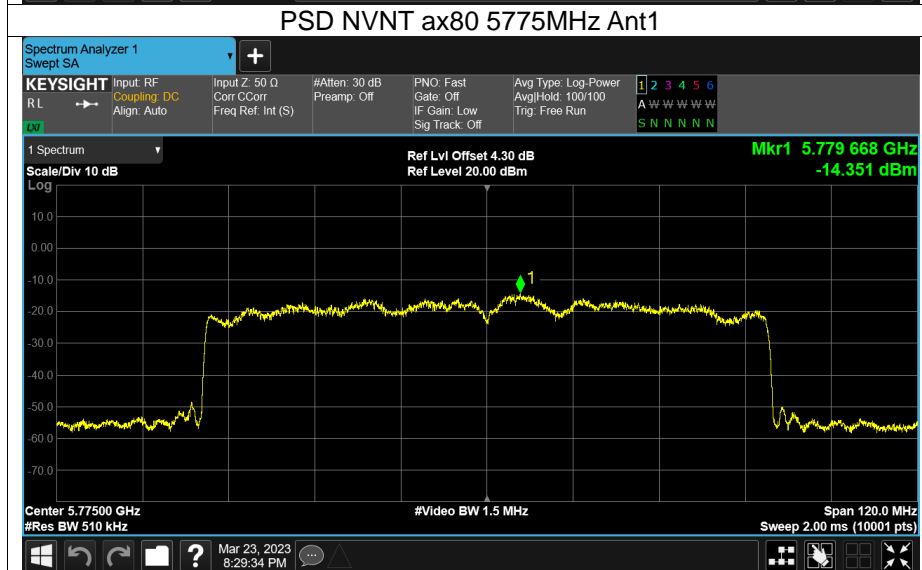 PSD NVNT ax80 5775MHz Ant1
Spectrum Analyzer 1
Swept SA
+
KEYSIGHT
R L
LXI
Input: RF
Coupling: DC
Align: Auto
Input Z: 50 Ω
Corr CCorr
Freq Ref: Int (S)
#Atten: 30 dB
Preamp: Off
PNO: Fast
Gate: Off
IF Gain: Low
Sig Track: Off
Avg Type: Log-Power
Avg|Hold: 100/100
Trig: Free Run
1 2 3 4 5 6
A W W W W W
S N N N N N
1 Spectrum
Scale/Div 10 dB
Log
Ref Lvl Offset 4.30 dB
Ref Level 20.00 dBm
Mkr1 5.779 668 GHz
-14.351 dBm
10.0
0.00
-10.0
-20.0
-30.0
-40.0
-50.0
-60.0
-70.0
1
Center 5.77500 GHz
#Res BW 510 kHz
#Video BW 1.5 MHz
Span 120.0 MHz
Sweep 2.00 ms (10001 pts)
?
Mar 23, 2023
8:29:34 PM